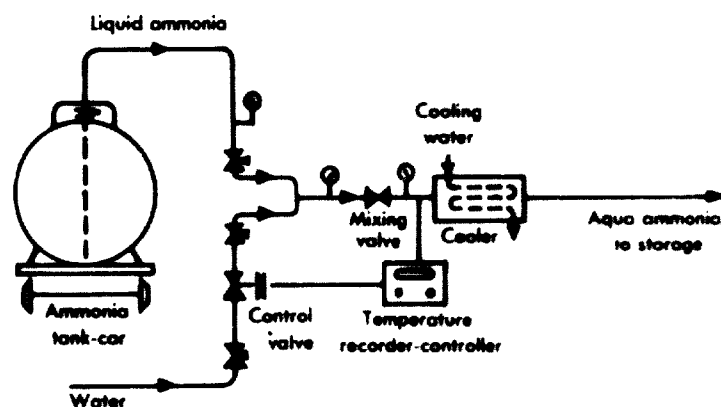 Liquid ammonia
Cooling
water
Mixing
valve
Cooler
Aqua ammonia
to storage
Ammonia
tank-car
Control
valve
Temperature
recorder-controller
Water